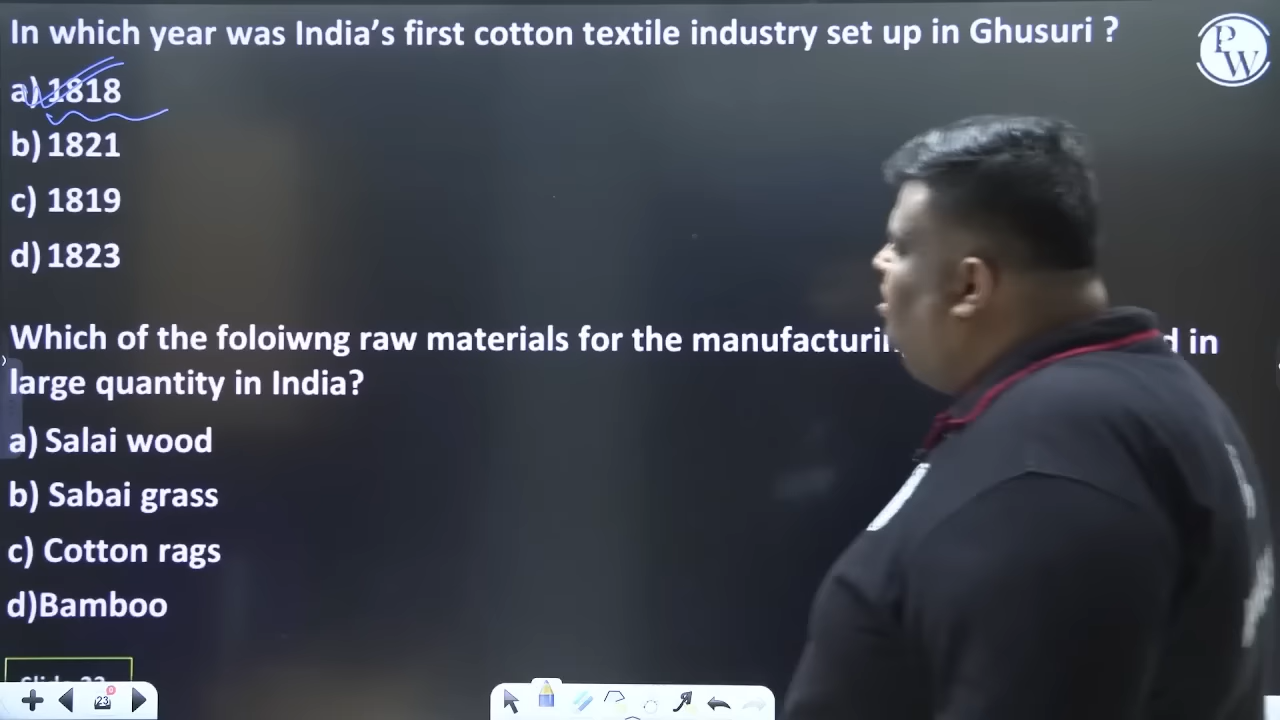 In which year was India's first cotton textile industry set up in Ghusuri ?
a) 1818
b) 1821
c) 1819
d) 1823
Which of the foloiwng raw materials for the manufacturin d in
large quantity in India?
a) Salai wood
b) Sabai grass
c) Cotton rags
d)Bamboo
PW
23